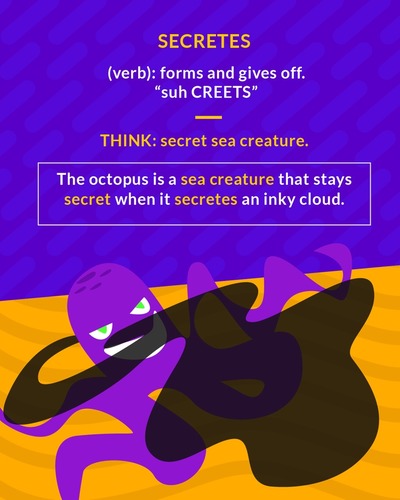 SECRETES
(verb): forms and gives off.
“suh CREETS”
THINK: secret sea creature.
The octopus is a sea creature that stays
secret when it secretes an inky cloud.